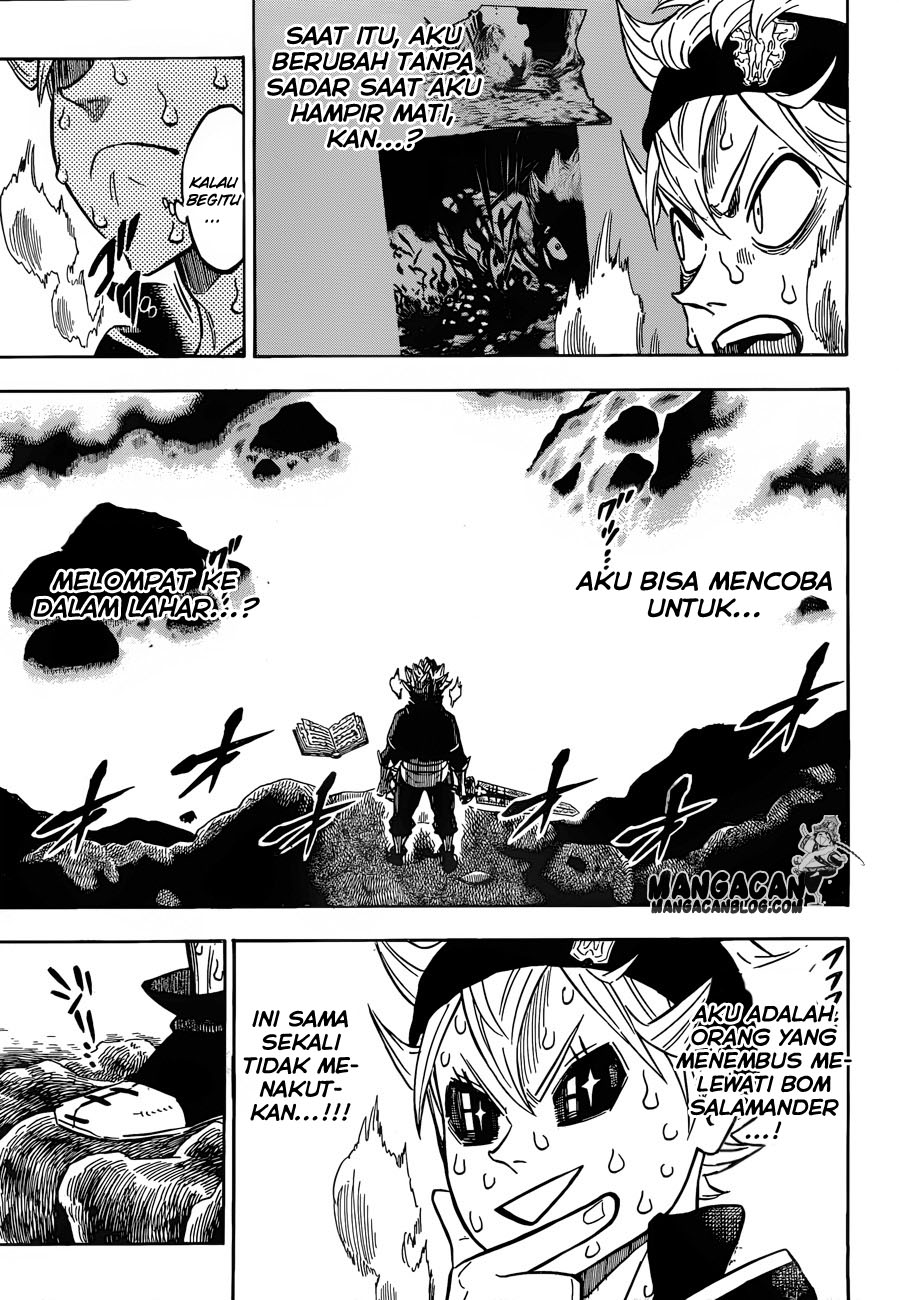 SAAT ITU, AKU
BERUBAH TANPA
SADAR SAAT AKU
HAMPIR MATI,
KAN...?
KALAU
BEGITU
...
AKU BISA MENCOBA
UNTUK...
MELOMPAT KE
DALAM LAHAR...?
MANGACAN
MANGACANBLOG.COM
AKU ADALAH
ORANG YANG
MENEMBUS ME-
LEWATI BOM
SALAMANDER
...!
INI SAMA
SEKALI
TIDAK ME-
NAKUT-
KAN...!!!